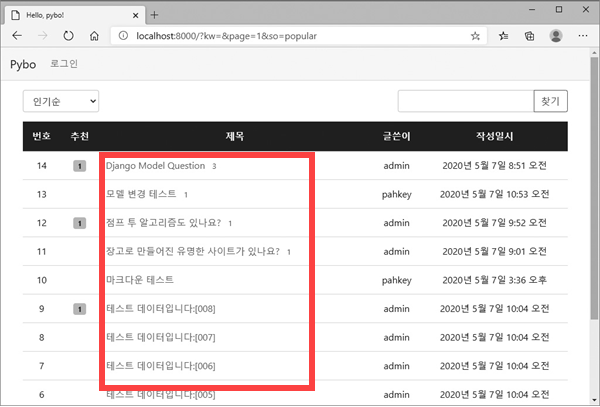 Hello, pybo!
localhost:8000/?kw=&page=1&so=popular
Pybo 로그인
인기순 찾기
번호 추천 제목 글쓴이 작성일시
14 1 Django Model Question 3 admin 2020년 5월 7일 8:51 오전
13 모델 변경 테스트 1 pahkey 2020년 5월 7일 10:53 오전
12 1 점프 투 알고리즘도 있나요? 1 admin 2020년 5월 7일 9:52 오전
11 장고로 만들어진 유명한 사이트가 있나요? 1 admin 2020년 5월 7일 9:01 오전
10 마크다운 테스트 pahkey 2020년 5월 7일 3:36 오후
9 1 테스트 데이터입니다:[008] admin 2020년 5월 7일 10:04 오전
8 테스트 데이터입니다:[007] admin 2020년 5월 7일 10:04 오전
7 테스트 데이터입니다:[006] admin 2020년 5월 7일 10:04 오전
6 테스트 데이터입니다:[005] admin 2020년 5월 7일 10:04 오전